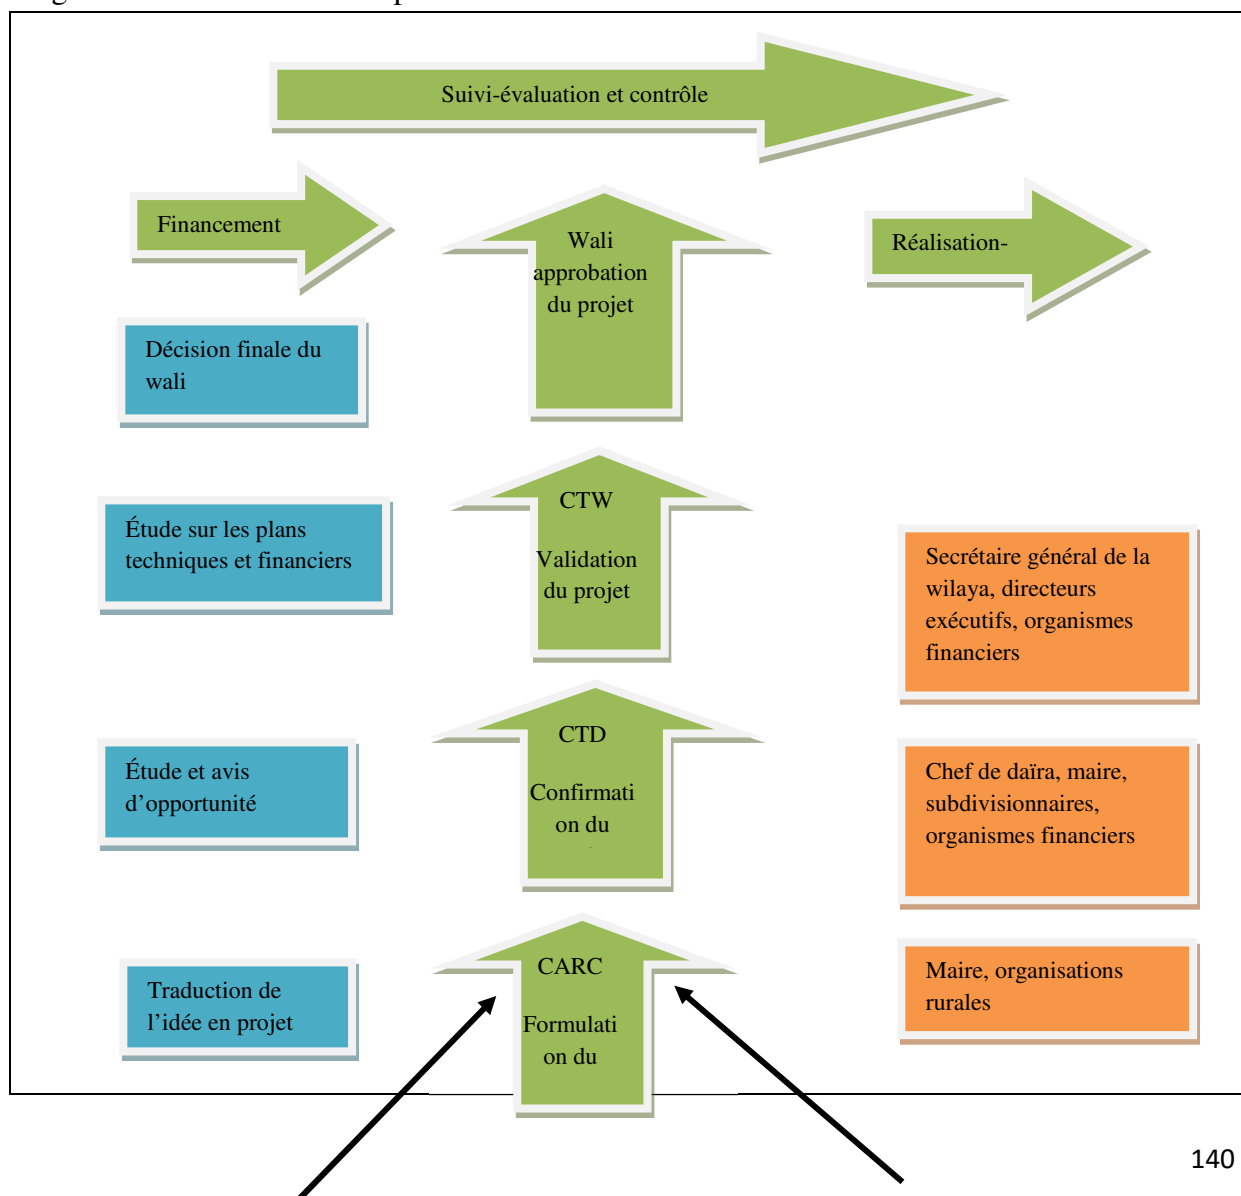 Suivi-évaluation et contrôle
Financement
Wali
approbation
du projet
Réalisation-
Décision finale du
wali
CTW
Validation
du projet
Étude sur les plans
techniques et financiers
Secrétaire général de la
wilaya, directeurs
exécutifs, organismes
financiers
CTD
Confirmati
on du
Étude et avis
d’opportunité
Chef de daïra, maire,
subdivisionnaires,
organismes financiers
CARC
Formulati
on du
Traduction de
l’idée en projet
Maire, organisations
rurales
140